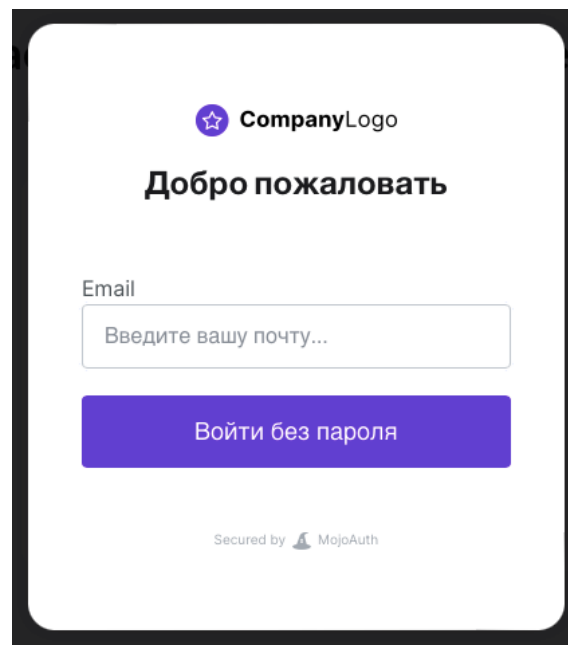 CompanyLogo
Добро пожаловать
Email
Введите вашу почту...
Войти без пароля
Secured by MojoAuth